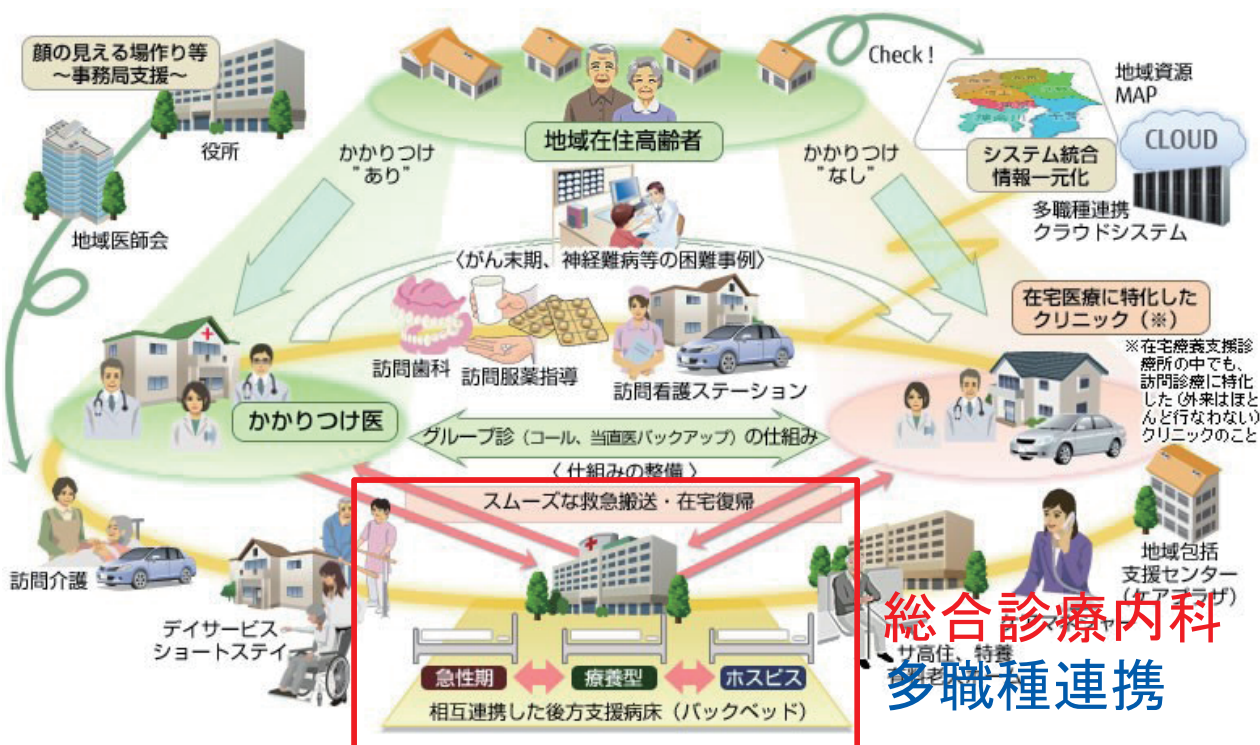 顔の見える場作り等
～事務局支援～
役所
地域医師会
Check！
地域資源
MAP
CLOUD
システム統合
情報一元化
多職種連携
クラウドシステム
地域在住高齢者
かかりつけ
"あり"
かかりつけ
"なし"
〈がん末期、神経難病等の困難事例〉
訪問歯科
訪問服薬指導
訪問看護ステーション
在宅医療に特化した
クリニック（※）
※在宅療養支援診
療所の中でも、
訪問診療に特化
した（外来はほと
んど行なわない）
クリニックのこと
かかりつけ医
グループ診（コール、当直医バックアップ）の仕組み
〈 仕組みの整備 〉
スムーズな救急搬送・在宅復帰
訪問介護
デイサービス
ショートステイ
急性期
療養型
ホスピス
相互連携した後方支援病床（バックベッド）
地域包括
支援センター
（ケアプラザ）
総合診療内科
サ高住、特養
多職種連携